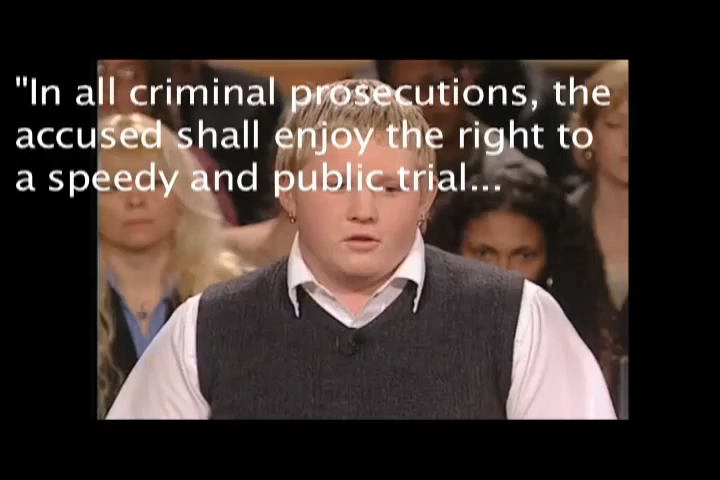 "In all criminal prosecutions, the
accused shall enjoy the right to
a speedy and public trial...